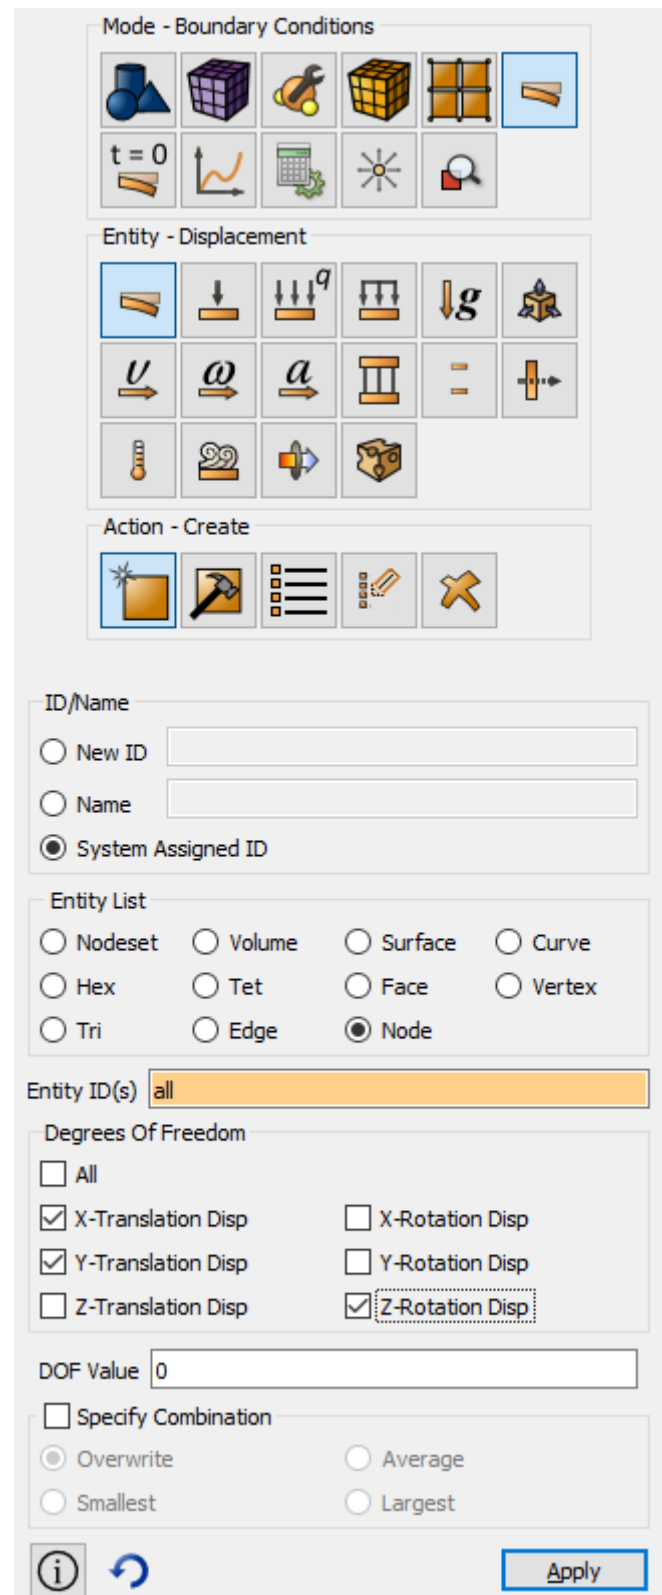 Mode - Boundary Conditions
t = 0
Entity - Displacement
q
g
υ ω a
Action - Create
ID/Name
New ID
Name
System Assigned ID
Entity List
Nodeset Volume Surface Curve
Hex Tet Face Vertex
Tri Edge Node
Entity ID(s) all
Degrees Of Freedom
All
X-Translation Disp X-Rotation Disp
Y-Translation Disp Y-Rotation Disp
Z-Translation Disp Z-Rotation Disp
DOF Value 0
Specify Combination
Overwrite Average
Smallest Largest
i Apply